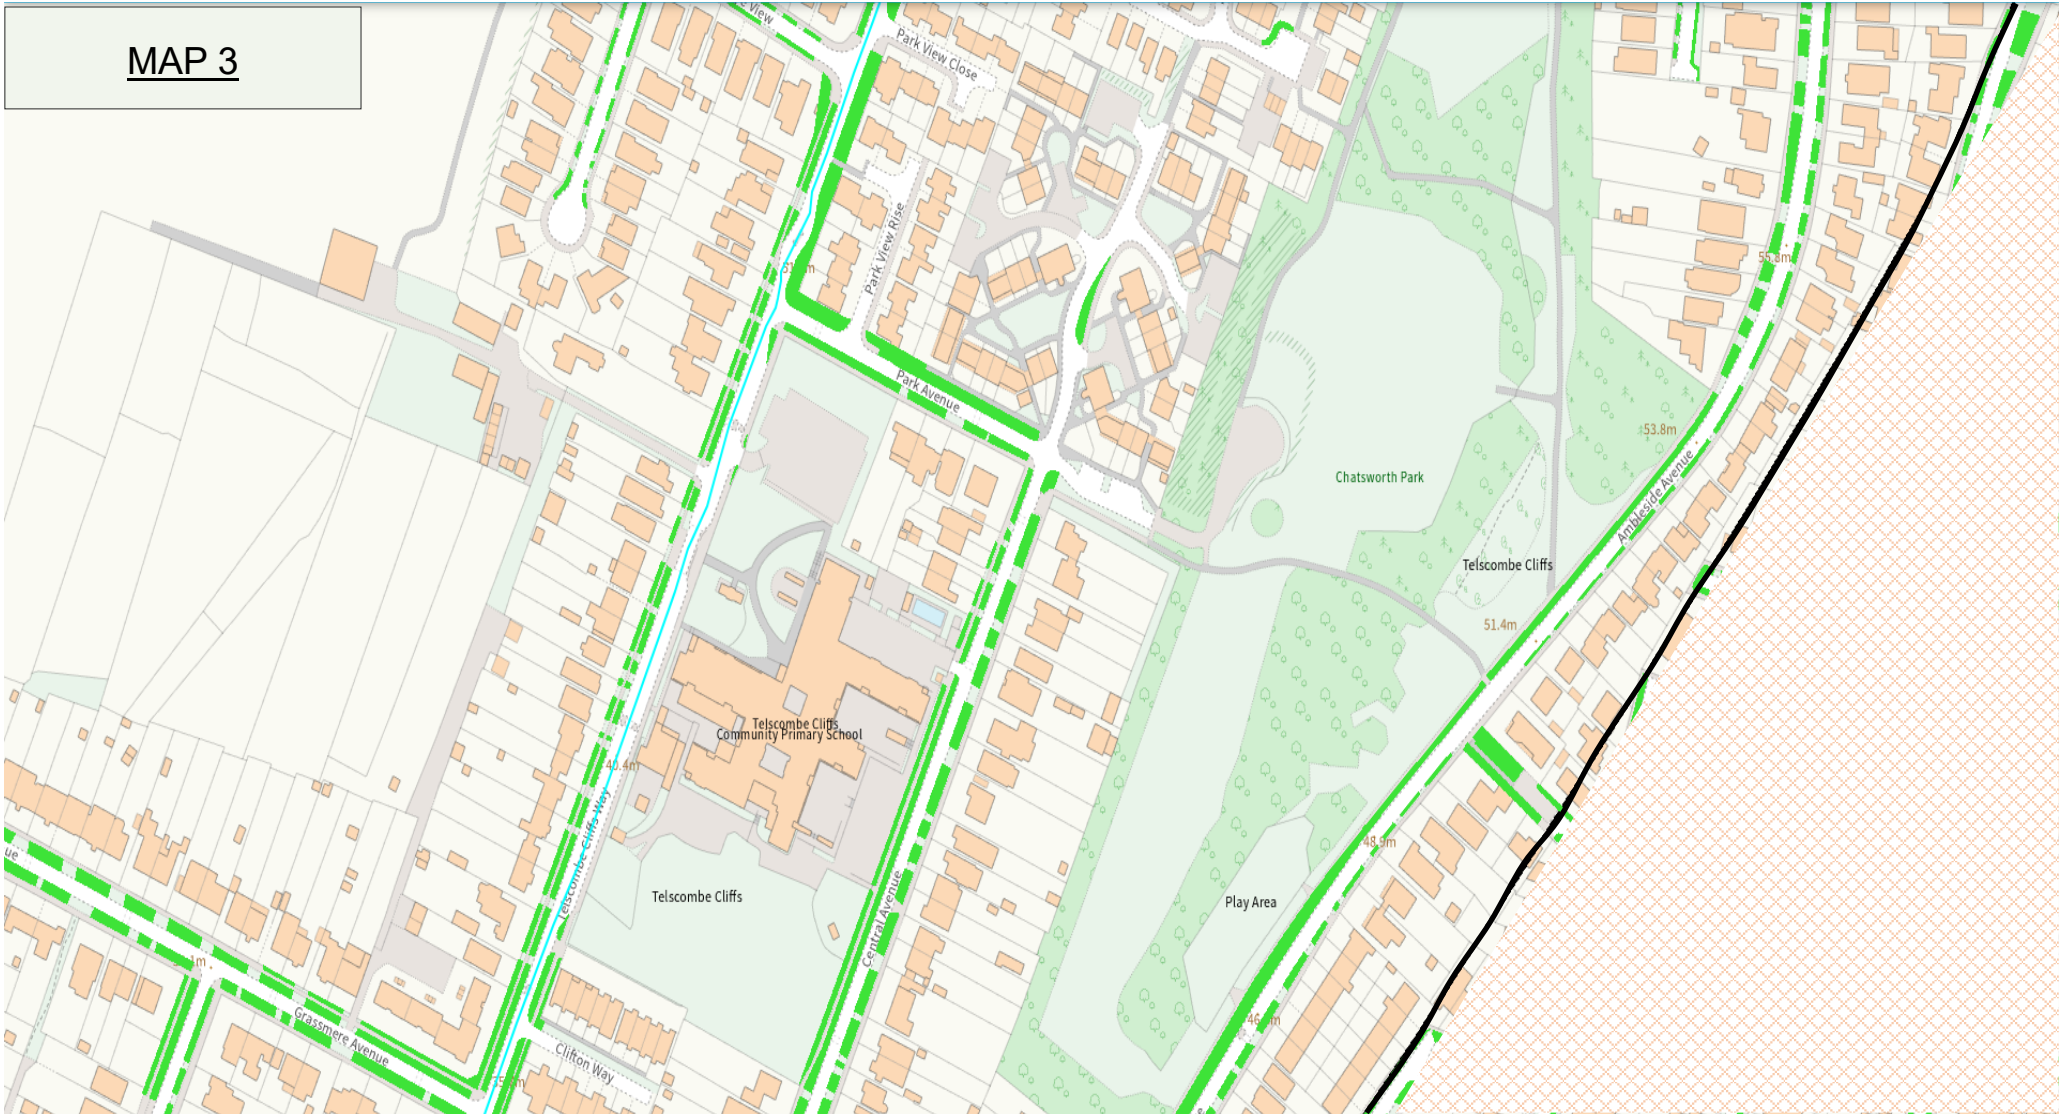 MAP 3
View
Park View Close
Park View Rise
55.8m
Park Avenue
53.8m
Chatsworth Park
Ambleside Avenue
Telscombe Cliffs
51.4m
Telscombe Cliffs
Community Primary School
40.4m
Telscombe Cliffs Way
48.9m
ue
Telscombe Cliffs
Play Area
Central Avenue
Grassmere Avenue
Clifton Way